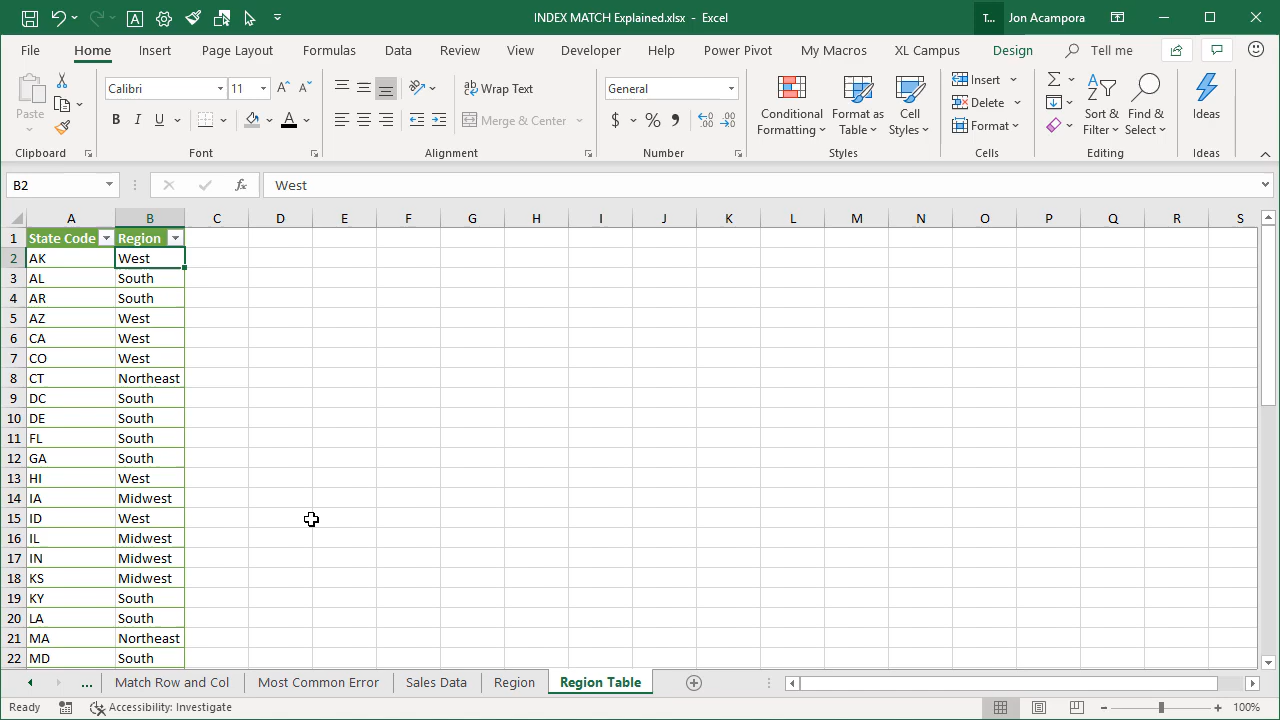 INDEX MATCH Explained.xlsx - Excel
T... Jon Acampora
File Home Insert Page Layout Formulas Data Review View Developer Help Power Pivot My Macros XL Campus Design Tell me
Paste
Calibri 11
Wrap Text
General
Conditional Formatting
Format as Table
Cell Styles
Insert
Delete
Format
Sort & Filter
Find & Select
Ideas
B I U
Merge & Center
$ % ,
Clipboard Font Alignment Number Styles Cells Editing Ideas
B2 fx West
A B C D E F G H I J K L M N O P Q R S
1 State Code Region
2 AK West
3 AL South
4 AR South
5 AZ West
6 CA West
7 CO West
8 CT Northeast
9 DC South
10 DE South
11 FL South
12 GA South
13 HI West
14 IA Midwest
15 ID West
16 IL Midwest
17 IN Midwest
18 KS Midwest
19 KY South
20 LA South
21 MA Northeast
22 MD South
... Match Row and Col Most Common Error Sales Data Region Region Table
Ready Accessibility: Investigate 100%